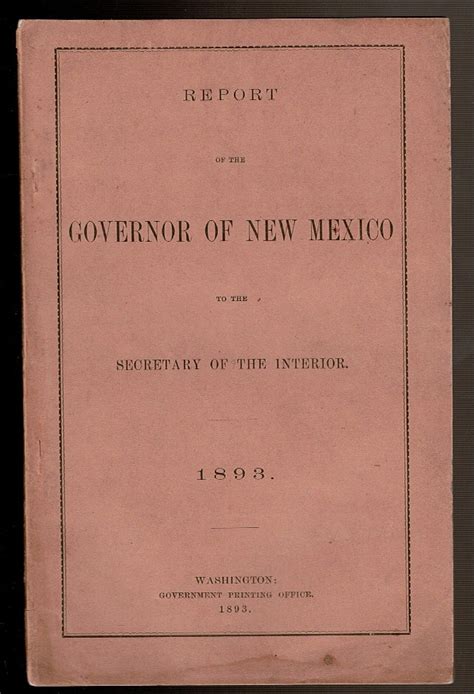 REPORT
OF THE
GOVERNOR OF NEW MEXICO
TO THE
SECRETARY OF THE INTERIOR.
1893.
WASHINGTON:
GOVERNMENT PRINTING OFFICE.
1893.